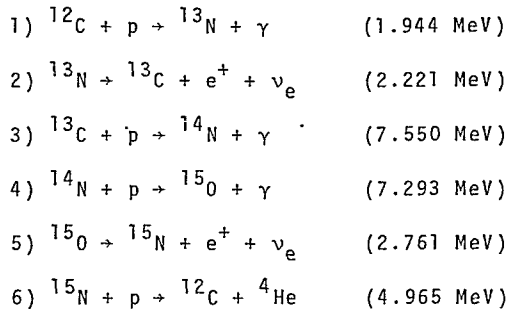 1) ¹²C + p → ¹³N + γ (1.944 MeV)
2) ¹³N → ¹³C + e⁺ + νₑ (2.221 MeV)
3) ¹³C + p → ¹⁴N + γ (7.550 MeV)
4) ¹⁴N + p → ¹⁵O + γ (7.293 MeV)
5) ¹⁵O → ¹⁵N + e⁺ + νₑ (2.761 MeV)
6) ¹⁵N + p → ¹²C + ⁴He (4.965 MeV)